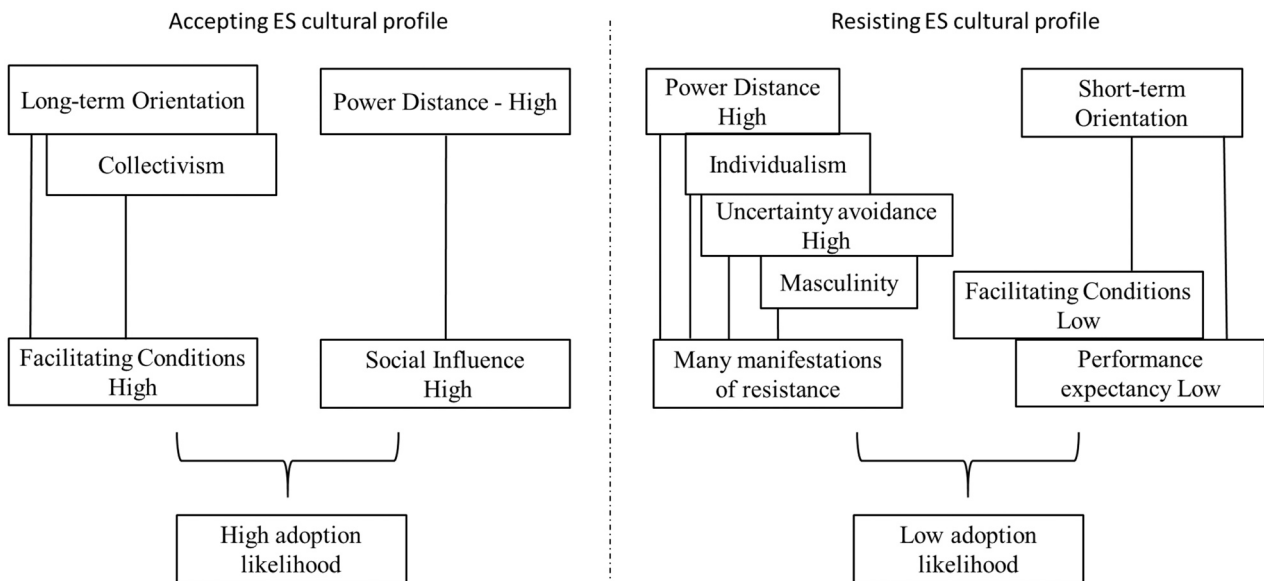 Accepting ES cultural profile
Long-term Orientation
Collectivism
Power Distance - High
Facilitating Conditions
High
Social Influence
High
High adoption
likelihood
Resisting ES cultural profile
Power Distance
High
Individualism
Uncertainty avoidance
High
Masculinity
Many manifestations
of resistance
Short-term
Orientation
Facilitating Conditions
Low
Performance
expectancy Low
Low adoption
likelihood